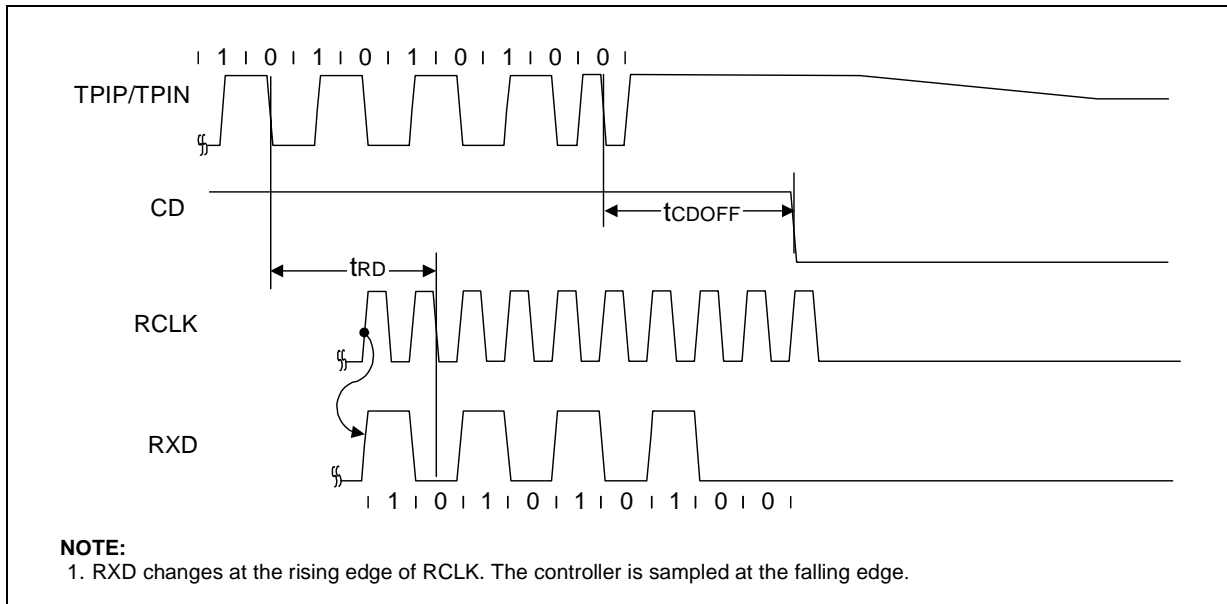 1 0 1 0 1 0 1 0 0
TPIP/TPIN
CD
tCDOFF
tRD
RCLK
RXD
1 0 1 0 1 0 1 0 0
NOTE:
1. RXD changes at the rising edge of RCLK. The controller is sampled at the falling edge.